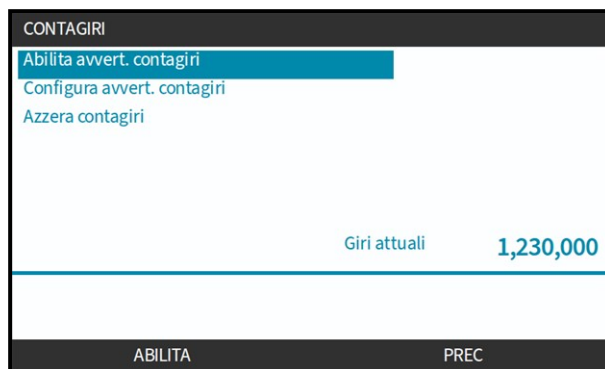 CONTAGIRI
Abilita avvert. contagiri
Configura avvert. contagiri
Azzera contagiri
Giri attuali 1,230,000
ABILITA PREC